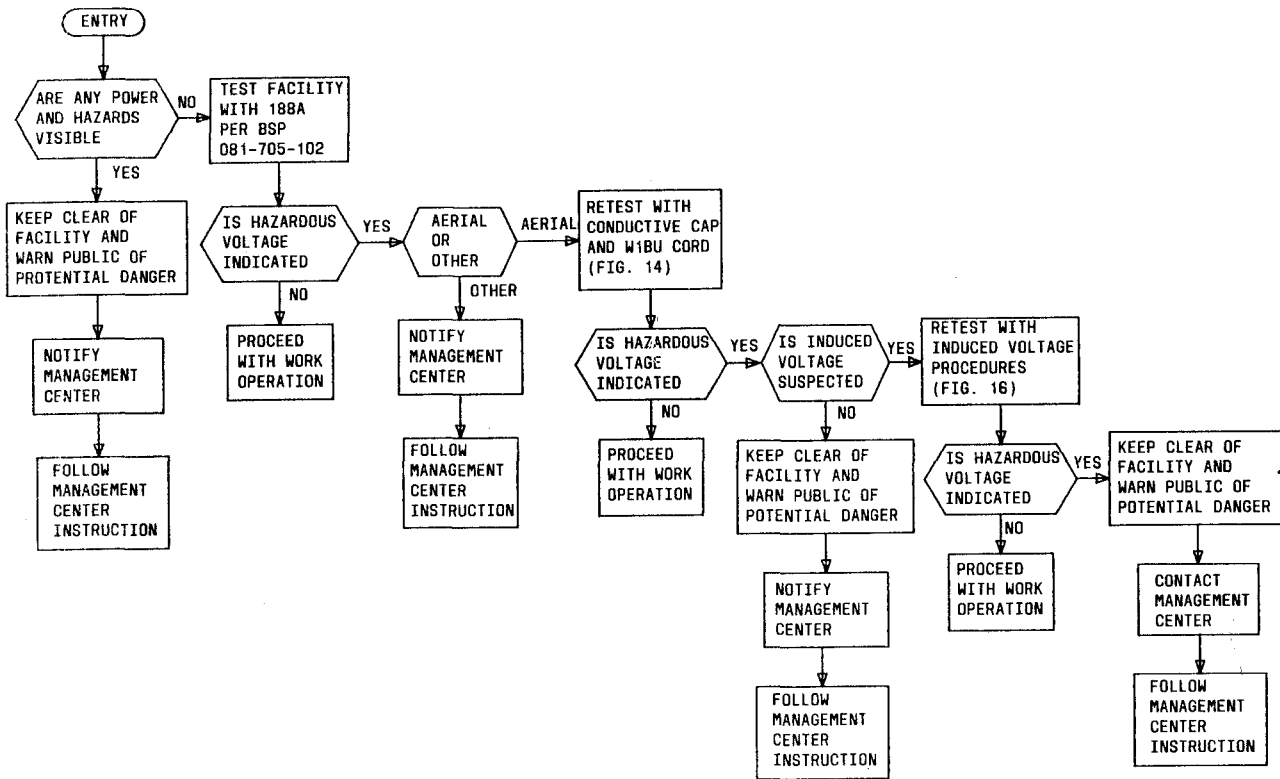 ENTRY
ARE ANY POWER
AND HAZARDS
VISIBLE
NO
YES
TEST FACILITY
WITH 188A
PER BSP
081-705-102
KEEP CLEAR OF
FACILITY AND
WARN PUBLIC OF
PROTENTIAL DANGER
NOTIFY
MANAGEMENT
CENTER
FOLLOW
MANAGEMENT
CENTER
INSTRUCTION
IS HAZARDOUS
VOLTAGE
INDICATED
YES
NO
PROCEED
WITH WORK
OPERATION
AERIAL
OR
OTHER
AERIAL
OTHER
NOTIFY
MANAGEMENT
CENTER
FOLLOW
MANAGEMENT
CENTER
INSTRUCTION
RETEST WITH
CONDUCTIVE CAP
AND W1BU CORD
(FIG. 14)
IS HAZARDOUS
VOLTAGE
INDICATED
YES
NO
PROCEED
WITH WORK
OPERATION
IS INDUCED
VOLTAGE
SUSPECTED
YES
NO
KEEP CLEAR OF
FACILITY AND
WARN PUBLIC OF
POTENTIAL DANGER
NOTIFY
MANAGEMENT
CENTER
FOLLOW
MANAGEMENT
CENTER
INSTRUCTION
RETEST WITH
INDUCED VOLTAGE
PROCEDURES
(FIG. 16)
IS HAZARDOUS
VOLTAGE
INDICATED
YES
NO
PROCEED
WITH WORK
OPERATION
KEEP CLEAR OF
FACILITY AND
WARN PUBLIC OF
POTENTIAL DANGER
CONTACT
MANAGEMENT
CENTER
FOLLOW
MANAGEMENT
CENTER
INSTRUCTION